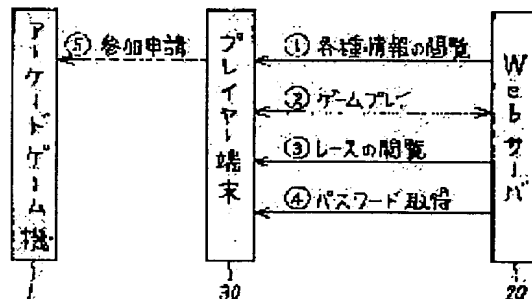 アーケードゲーム機
⑤ 参加申請
プレイヤー端末
① 各種情報の閲覧
② ゲームプレイ
③ レースの閲覧
④ パスワード取得
Webサーバ
1
30
20